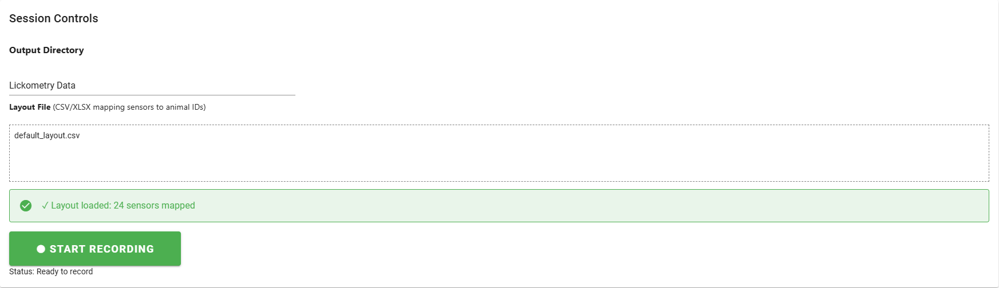 Session Controls
Output Directory
Lickometry Data
Layout File (CSV/XLSX mapping sensors to animal IDs)
default_layout.csv
✓ Layout loaded: 24 sensors mapped
START RECORDING
Status: Ready to record